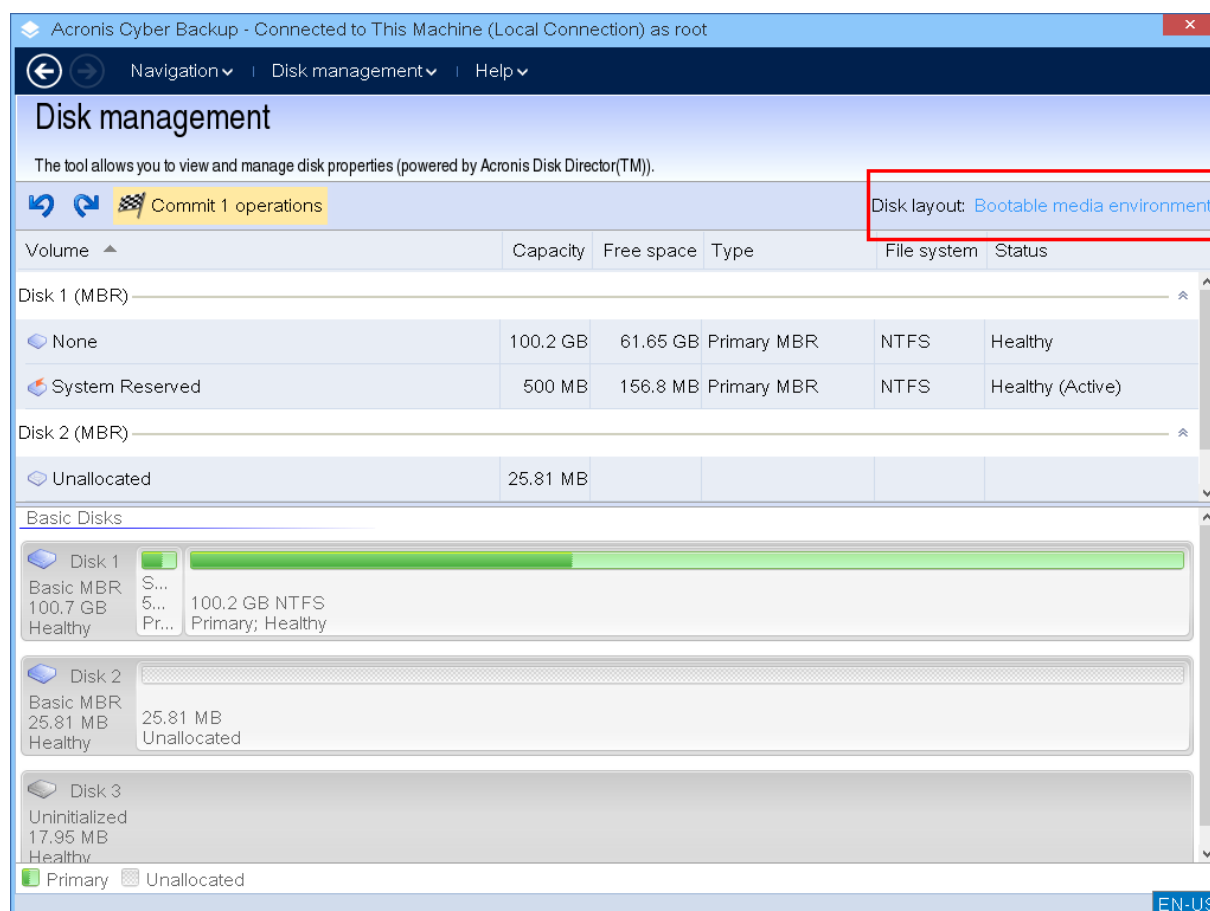 Acronis Cyber Backup - Connected to This Machine (Local Connection) as root
Navigation Disk management Help
Disk management
The tool allows you to view and manage disk properties (powered by Acronis Disk Director(TM)).
Commit 1 operations Disk layout: Bootable media environment
Volume Capacity Free space Type File system Status
Disk 1 (MBR)
None 100.2 GB 61.65 GB Primary MBR NTFS Healthy
System Reserved 500 MB 156.8 MB Primary MBR NTFS Healthy (Active)
Disk 2 (MBR)
Unallocated 25.81 MB
Basic Disks
Disk 1
Basic MBR
100.7 GB
Healthy
S...
5...
Pr...
100.2 GB NTFS
Primary; Healthy
Disk 2
Basic MBR
25.81 MB
Healthy
25.81 MB
Unallocated
Disk 3
Uninitialized
17.95 MB
Healthy
Primary Unallocated
EN-US